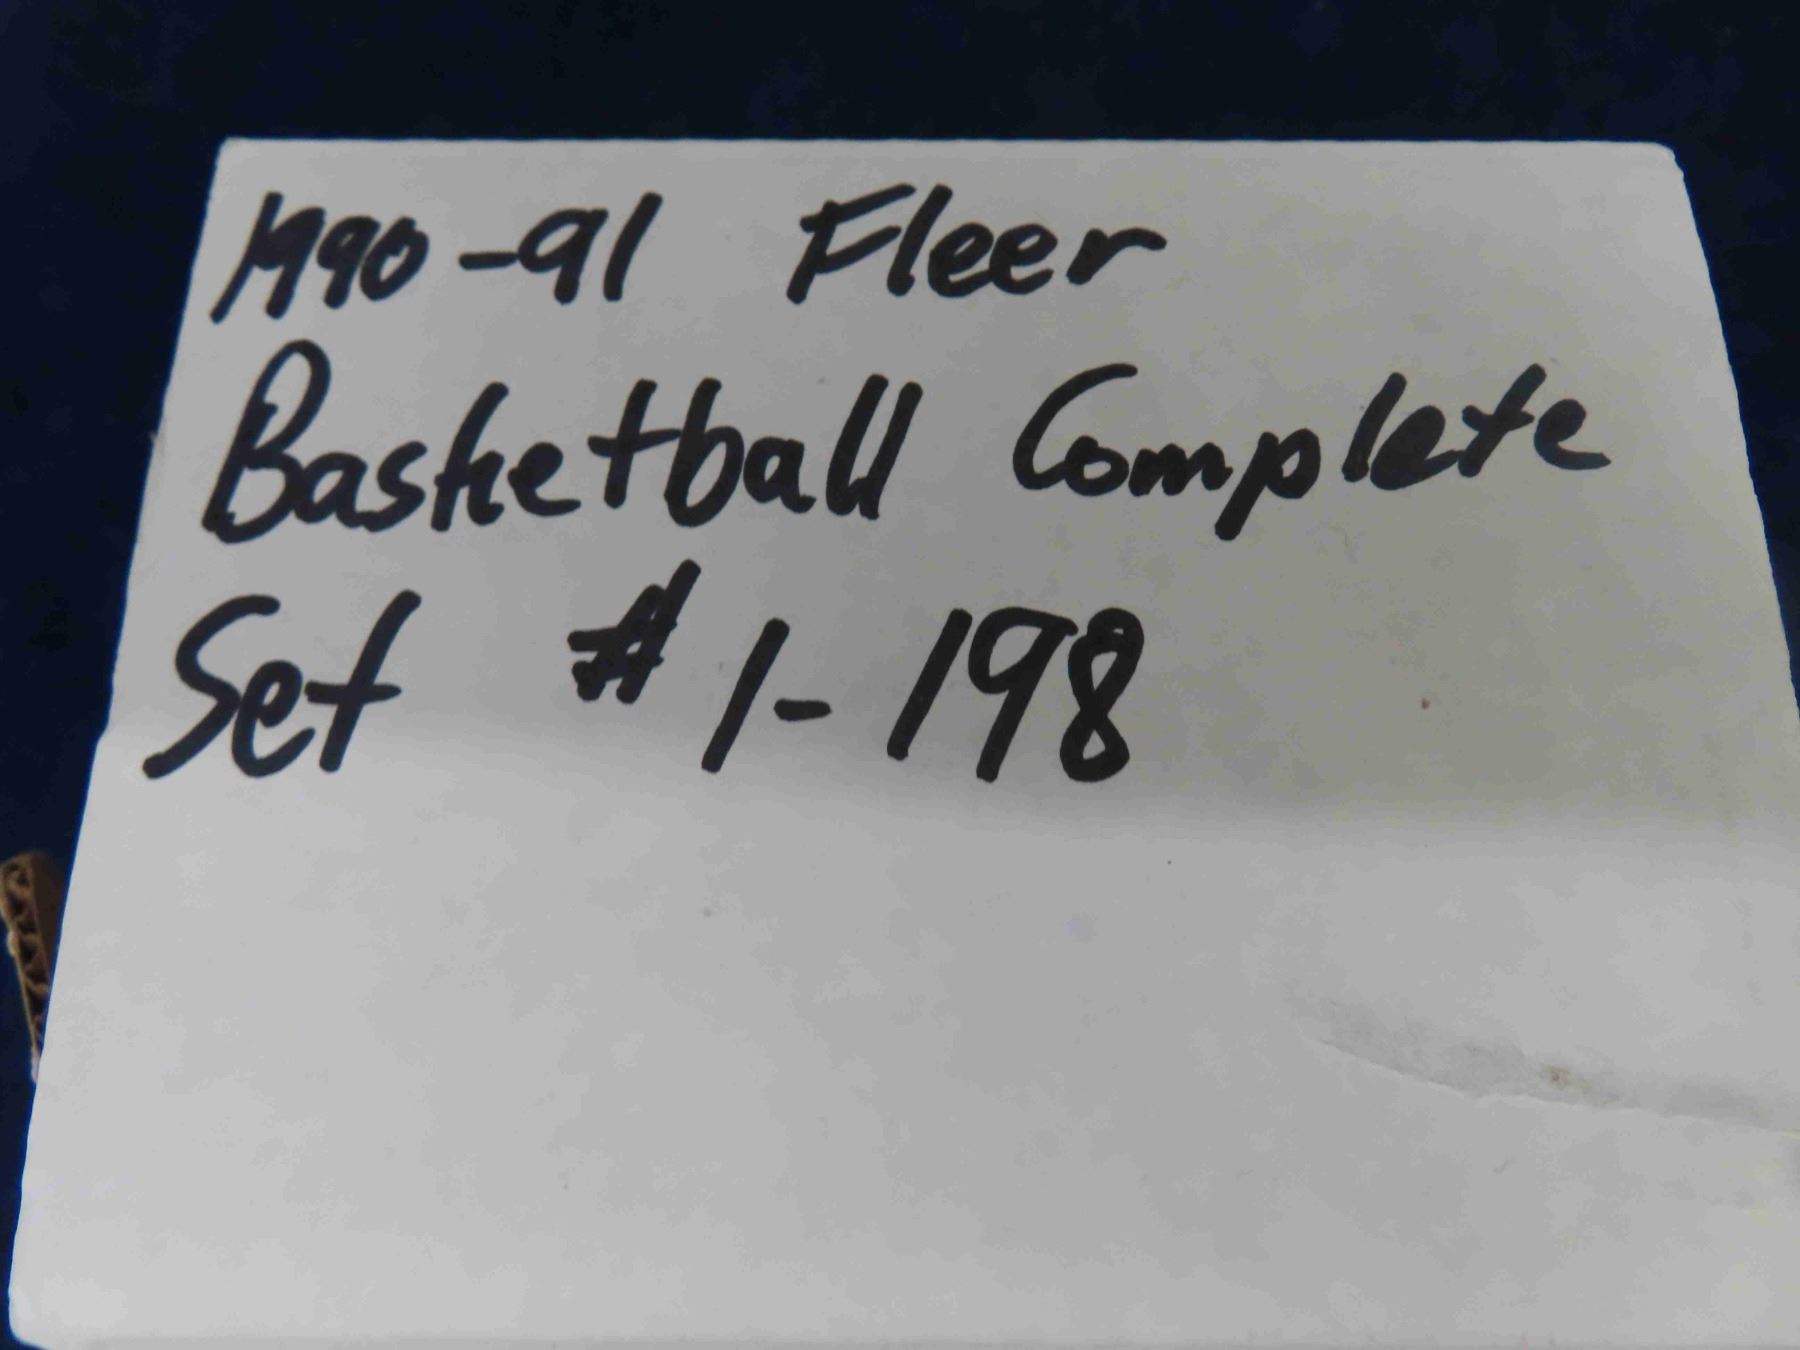 1990-91 Fleer
Basketball Complete
Set # 1-198